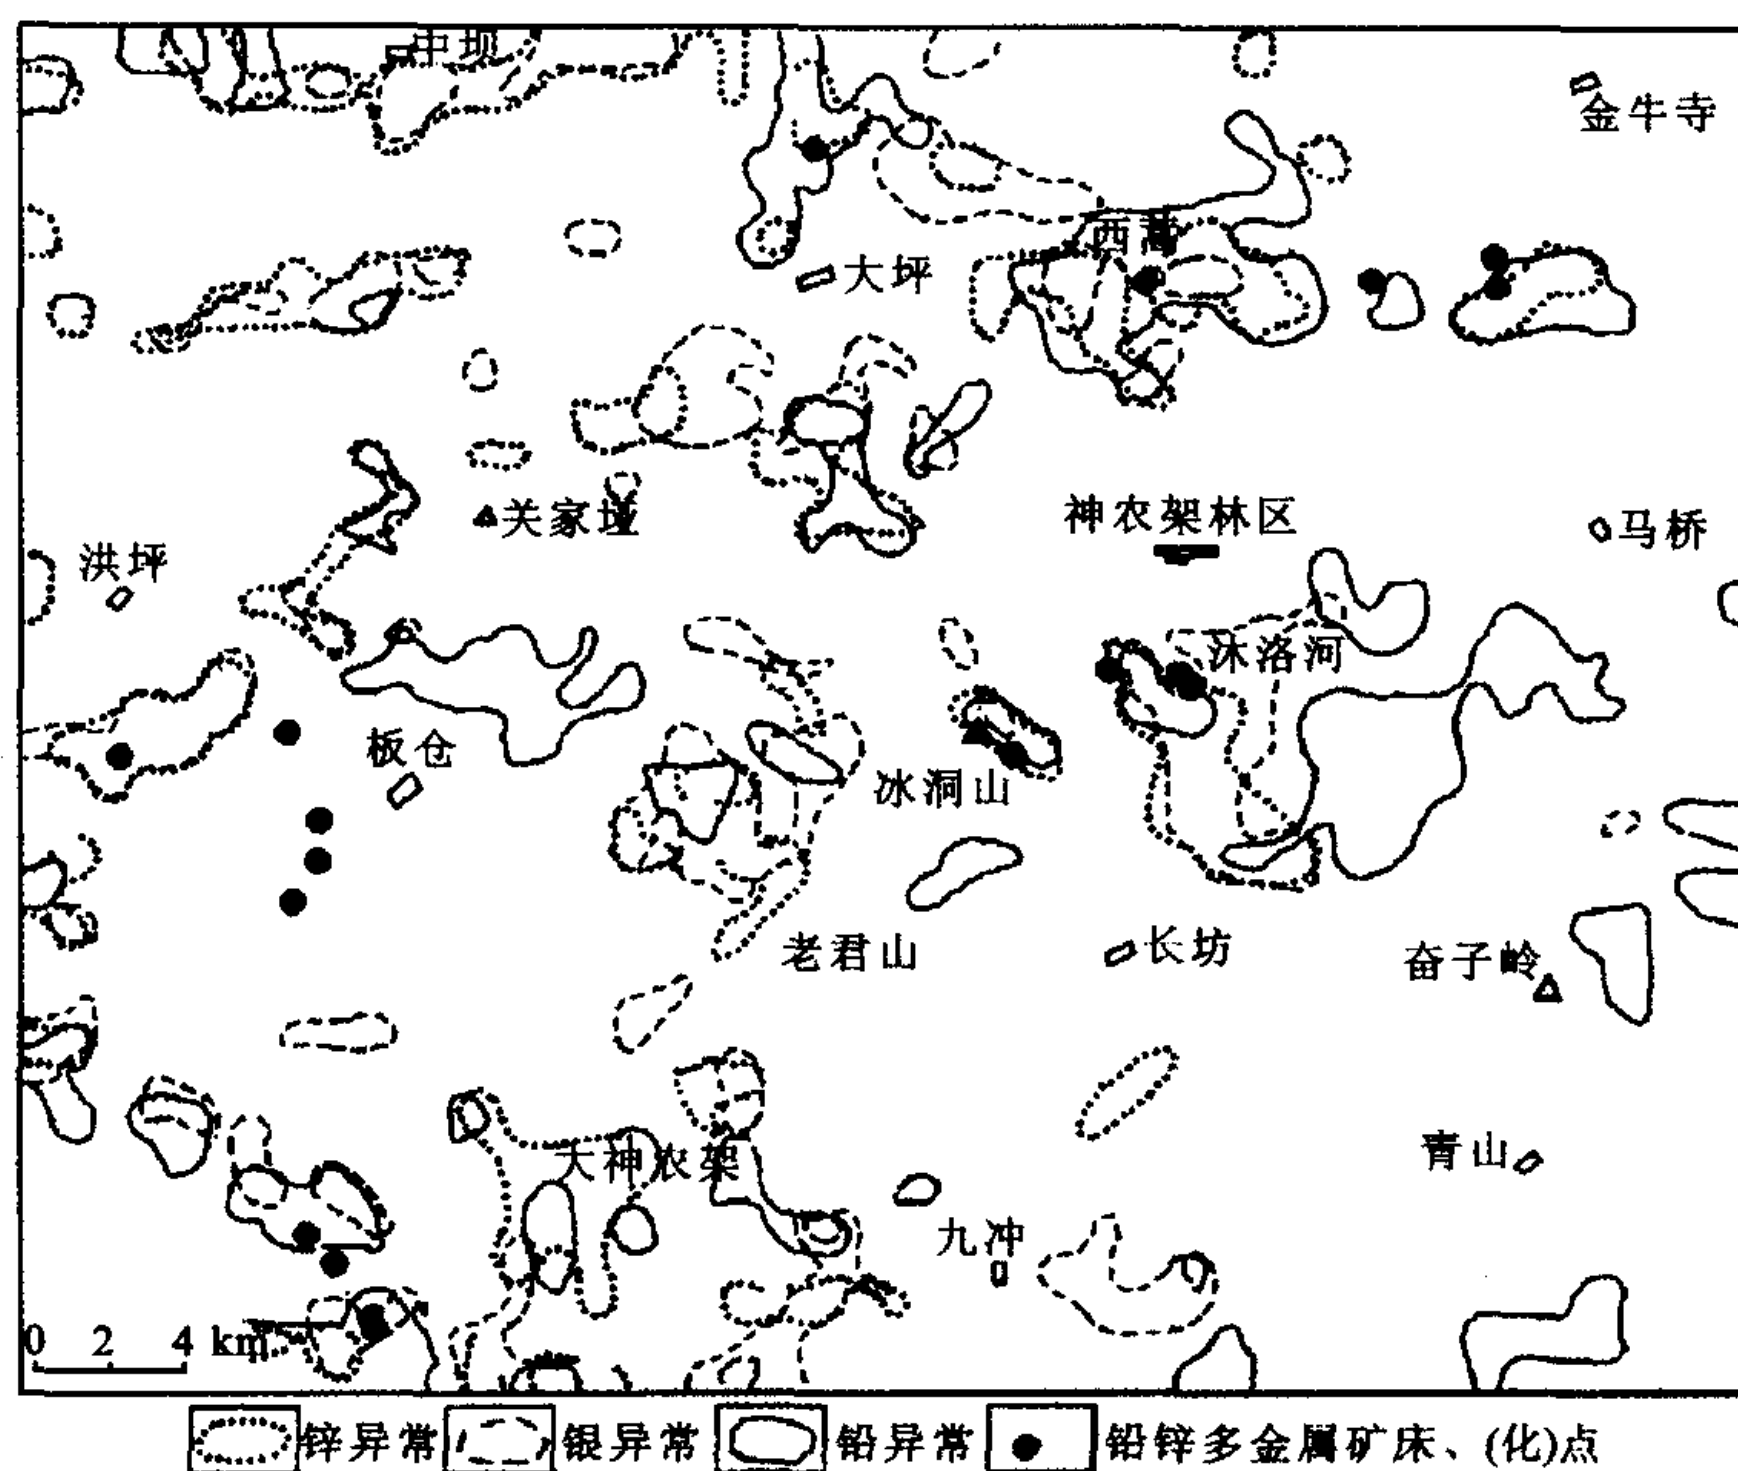 中坝
金牛寺
西蒿
大坪
关家垭
神农架林区
马桥
洪坪
沐洛河
板仓
冰洞山
老君山
长坊
奋子岭
大神农架
青山
九冲
0 2 4 km
锌异常 银异常 铅异常 铅锌多金属矿床、(化)点